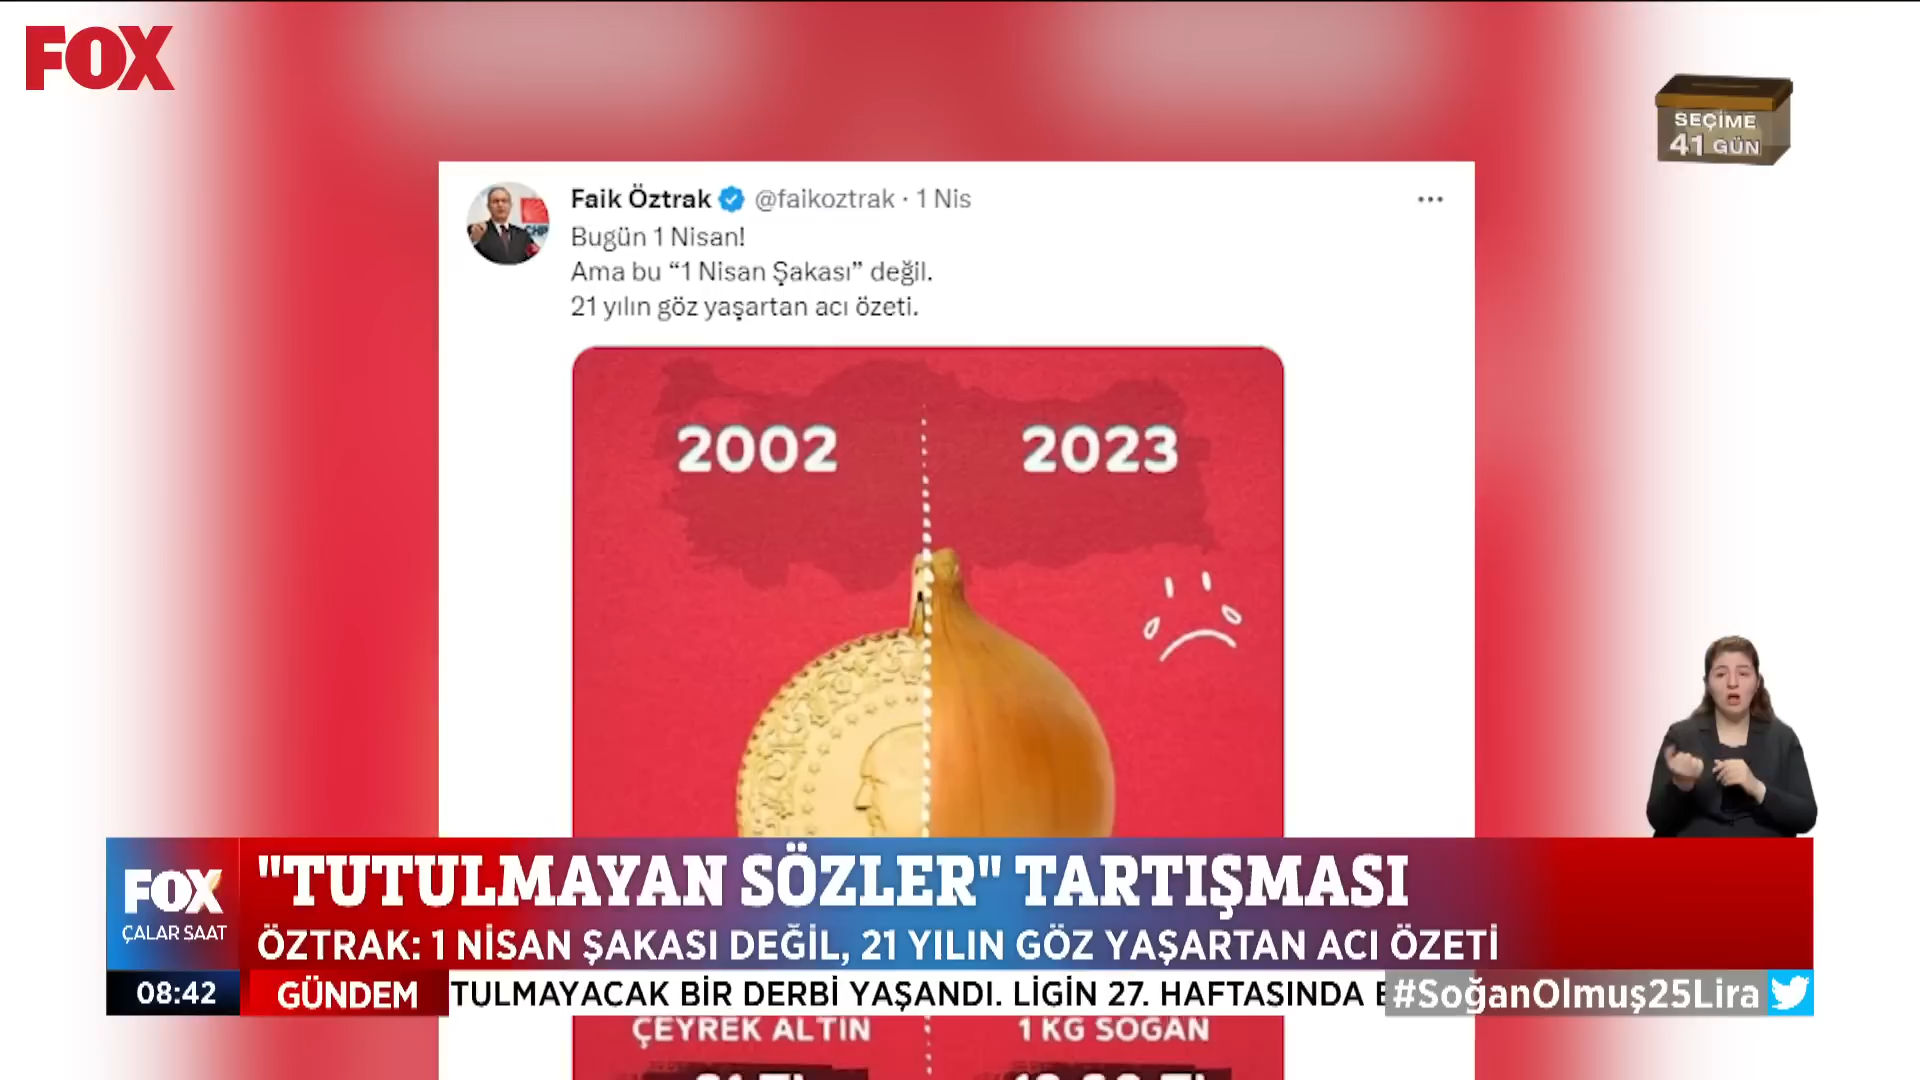 FOX
SEÇİME
41 GÜN
Faik Öztrak @faikoztrak · 1 Nis
Bugün 1 Nisan!
Ama bu “1 Nisan Şakası” değil.
21 yılın göz yaşartan acı özeti.
2002
2023
FOX
ÇALAR SAAT
"TUTULMAYAN SÖZLER" TARTIŞMASI
ÖZTRAK: 1 NİSAN ŞAKASI DEĞİL, 21 YILIN GÖZ YAŞARTAN ACI ÖZETİ
08:42
GÜNDEM
TULMAYACAK BİR DERBİ YAŞANDI. LİGİN 27. HAFTASINDA
#SoğanOlmuş25Lira
ÇEYREK ALTIN
1 KG SOĞAN